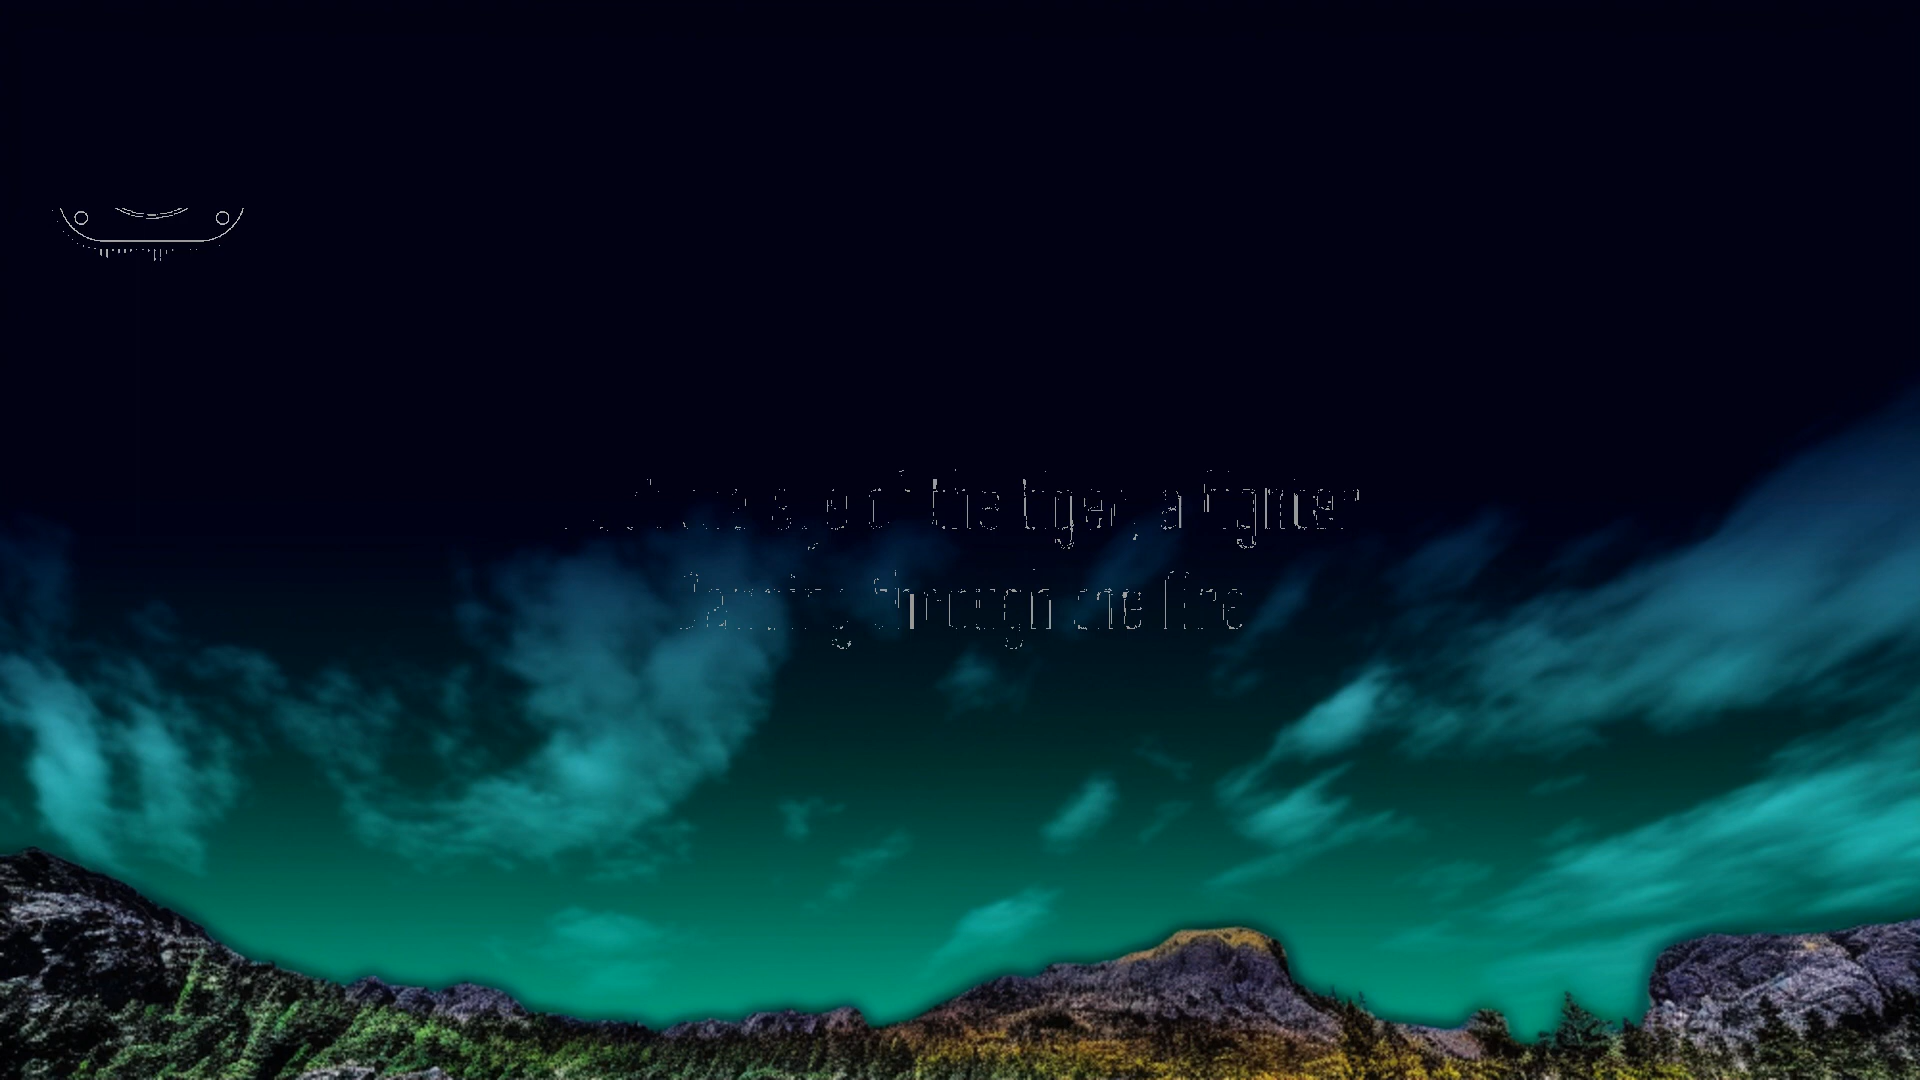 the eye of the tiger, a fighter
Dancing through the fire